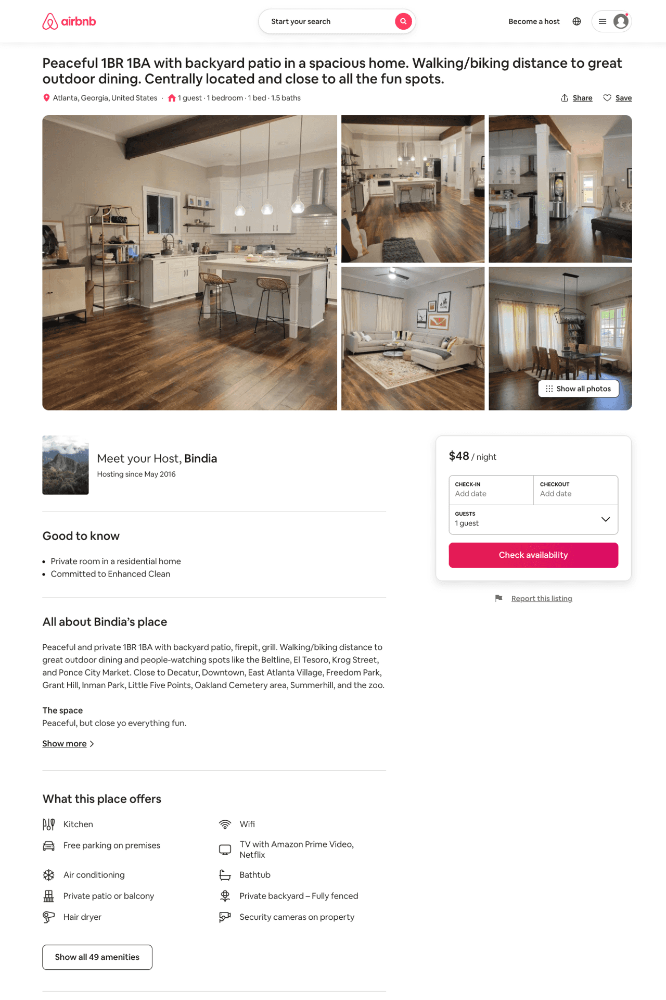 airbnb
Start your search
Become a host
Peaceful 1BR 1BA with backyard patio in a spacious home. Walking/biking distance to great
outdoor dining. Centrally located and close to all the fun spots.
Atlanta, Georgia, United States · 1 guest · 1 bedroom · 1 bed · 1.5 baths
Share
Save
Show all photos
Meet your Host, Bindia
Hosting since May 2016
$48 / night
CHECK-IN
Add date
CHECKOUT
Add date
GUESTS
1 guest
Check availability
Report this listing
Good to know
• Private room in a residential home
• Committed to Enhanced Clean
All about Bindia’s place
Peaceful and private 1BR 1BA with backyard patio, firepit, grill. Walking/biking distance to
great outdoor dining and people-watching spots like the Beltline, El Tesoro, Krog Street,
and Ponce City Market. Close to Decatur, Downtown, East Atlanta Village, Freedom Park,
Grant Hill, Inman Park, Little Five Points, Oakland Cemetery area, Summerhill, and the zoo.
The space
Peaceful, but close yo everything fun.
Show more
What this place offers
Kitchen
Wifi
Free parking on premises
TV with Amazon Prime Video,
Netflix
Air conditioning
Bathtub
Private patio or balcony
Private backyard – Fully fenced
Hair dryer
Security cameras on property
Show all 49 amenities